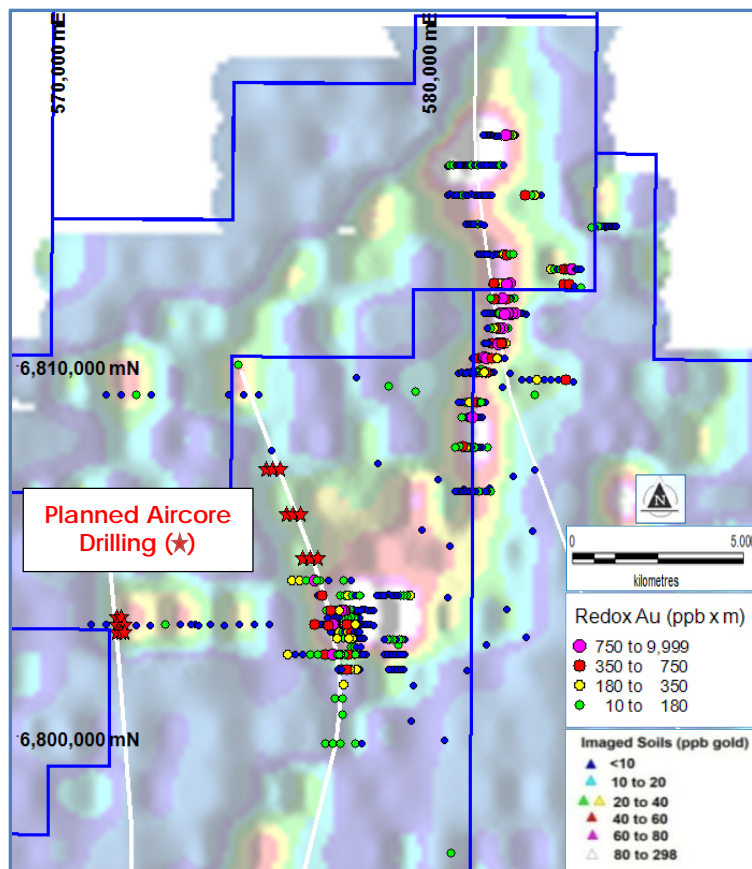 570,000 mE
580,000 mE
6,810,000 mN
Planned Aircore
Drilling (★)
N
0 5.000
kilometres
Redox Au (ppb x m)
750 to 9,999
350 to 750
180 to 350
10 to 180
6,800,000 mN
Imaged Soils (ppb gold)
<10
10 to 20
20 to 40
40 to 60
60 to 80
80 to 298